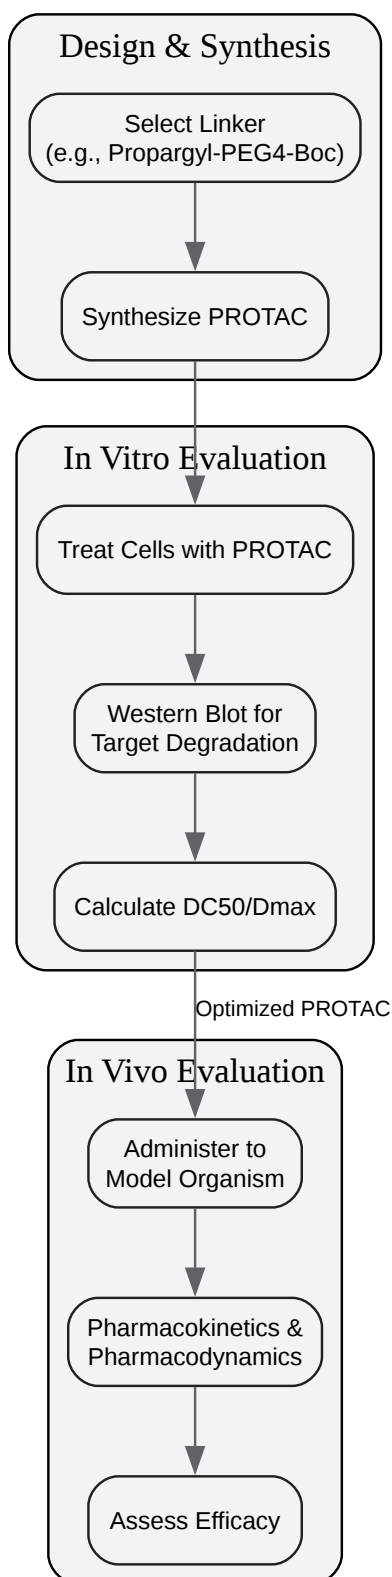 Design & Synthesis
Select Linker
(e.g., Propargyl-PEG4-Boc)
Synthesize PROTAC
In Vitro Evaluation
Treat Cells with PROTAC
Western Blot for
Target Degradation
Calculate DC50/Dmax
Optimized PROTAC
In Vivo Evaluation
Administer to
Model Organism
Pharmacokinetics &
Pharmacodynamics
Assess Efficacy